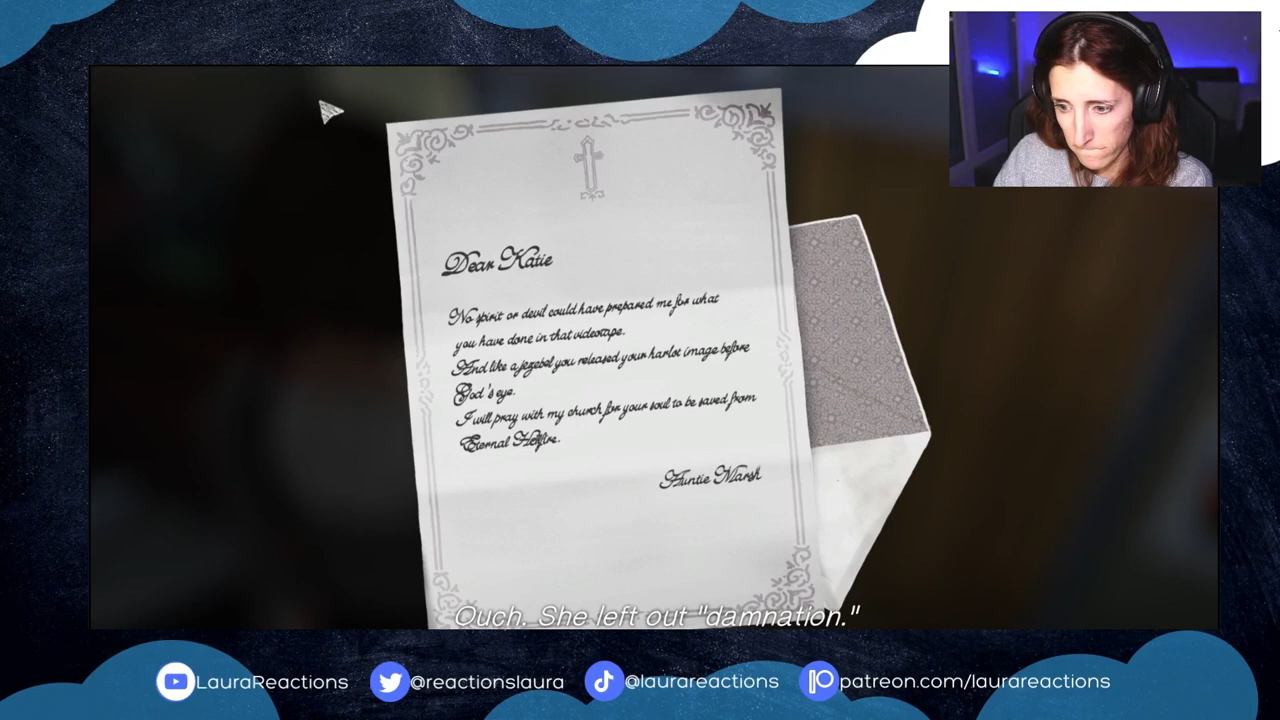 Dear Katie
No spirit or devil could have prepared me for what
you have done in that videotape.
And like a jezebel you released your harlot image before
God's eye.
I will pray with my church for your soul to be saved from
Eternal Hellfire.
Auntie Marsh
Ouch. She left out "damnation."
LauraReactions
@reactionslaura
@laurareactions
patreon.com/laurareactions